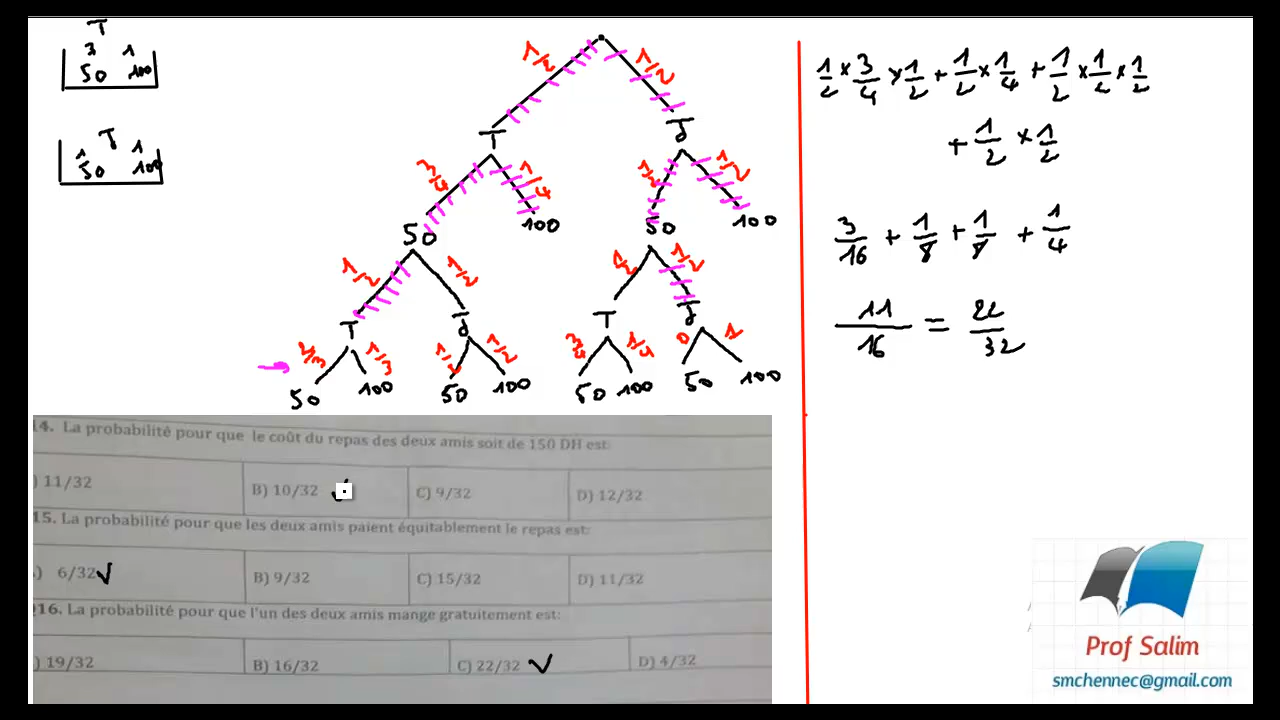 T
3 1
50 100
J
1 1
50 100
1/2 1/2
T J
3/4 1/4 1/2 1/2
50 100 50 100
1/2 1/2 1/2 1/2
T J T J
2/3 1/3 1/2 1/2 3/4 1/4 0 1
50 100 50 100 50 100 50 100
1/2 × 3/4 × 1/2 + 1/2 × 1/4 + 1/2 × 1/2 × 1/2
+ 1/2 × 1/2
3/16 + 1/8 + 1/8 + 1/4
11/16 = 22/32
14. La probabilité pour que le coût du repas des deux amis soit de 150 DH est:
) 11/32 B) 10/32 ✓ C) 9/32 D) 12/32
15. La probabilité pour que les deux amis paient équitablement le repas est:
) 6/32 ✓ B) 9/32 C) 15/32 D) 11/32
16. La probabilité pour que l'un des deux amis mange gratuitement est:
) 19/32 B) 16/32 C) 22/32 ✓ D) 4/32
Prof Salim
smchennec@gmail.com